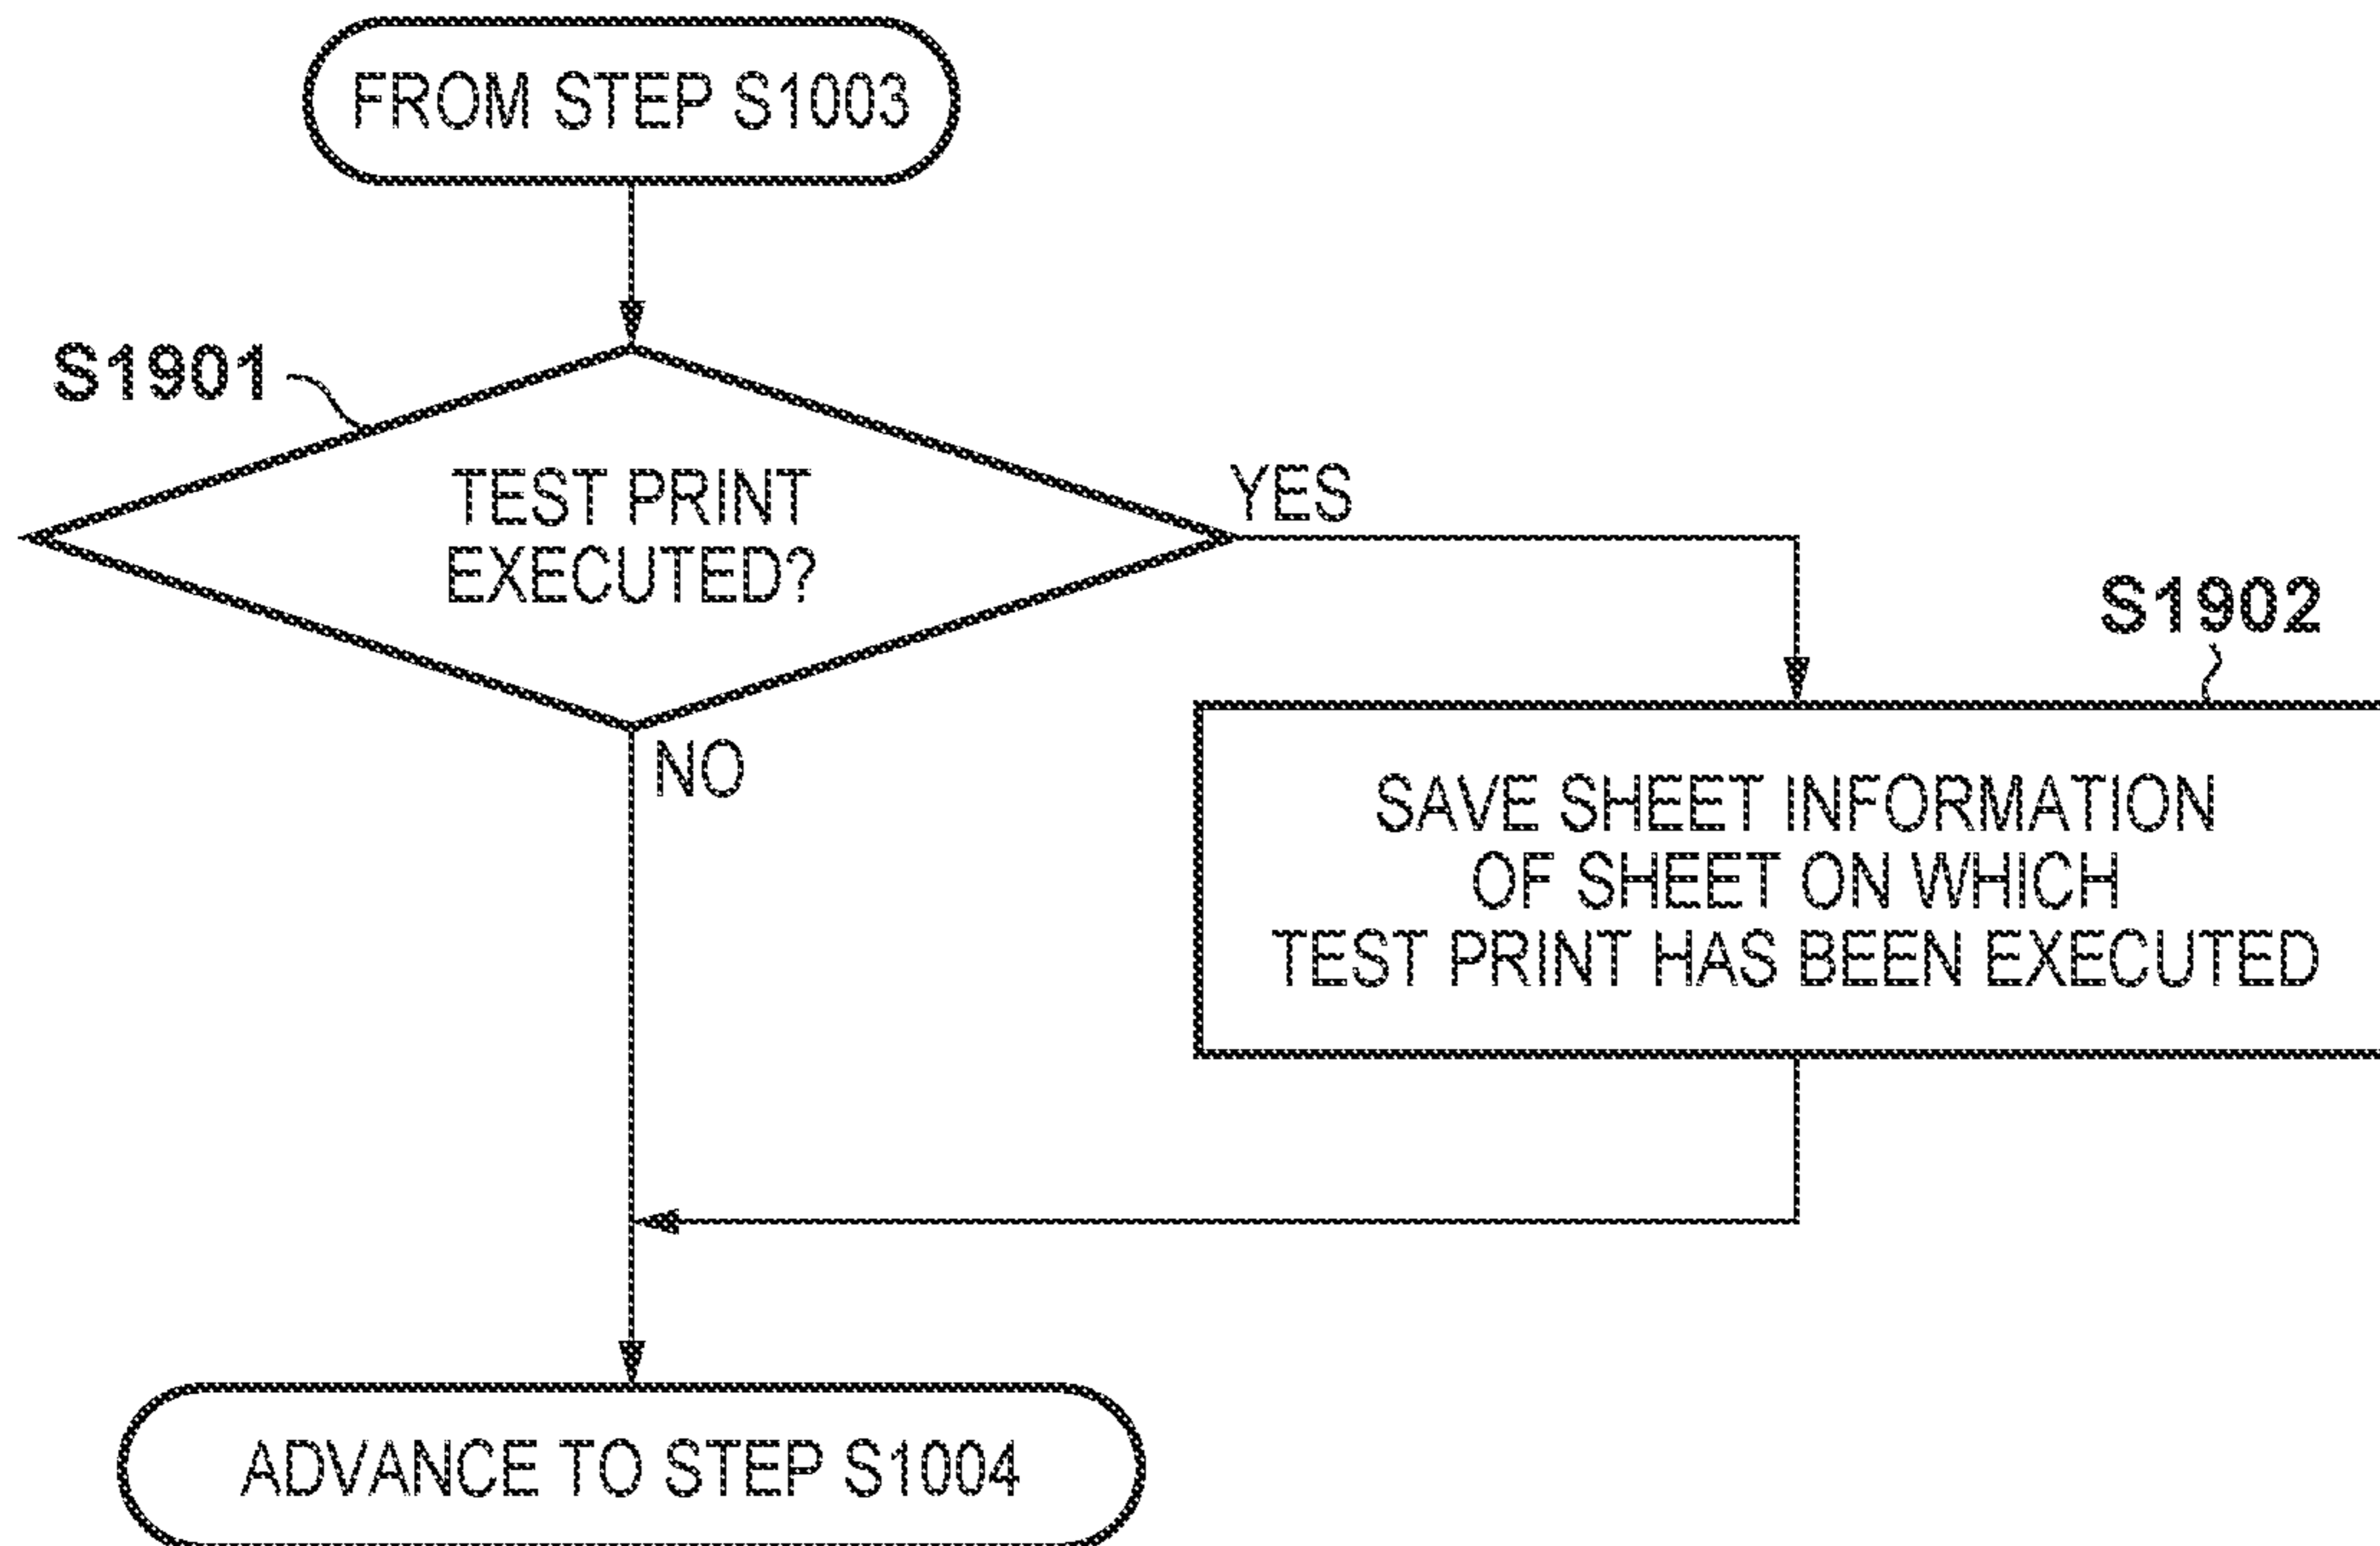 FROM STEP S1003
S1901
TEST PRINT
EXECUTED?
YES
S1902
NO
SAVE SHEET INFORMATION
OF SHEET ON WHICH
TEST PRINT HAS BEEN EXECUTED
ADVANCE TO STEP S1004